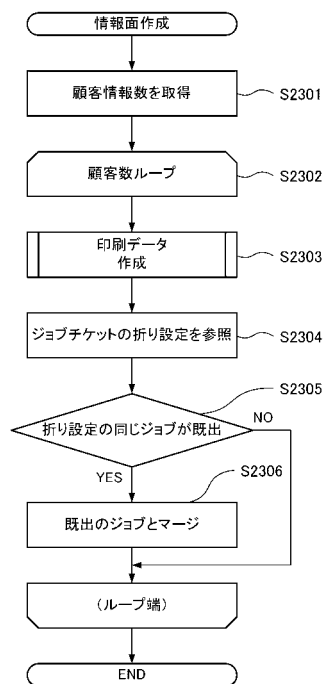 情報面作成
顧客情報数を取得
S2301
顧客数ループ
S2302
印刷データ
作成
S2303
ジョブチケットの折り設定を参照
S2304
S2305
折り設定の同じジョブが既出
NO
YES
S2306
既出のジョブとマージ
(ループ端)
END